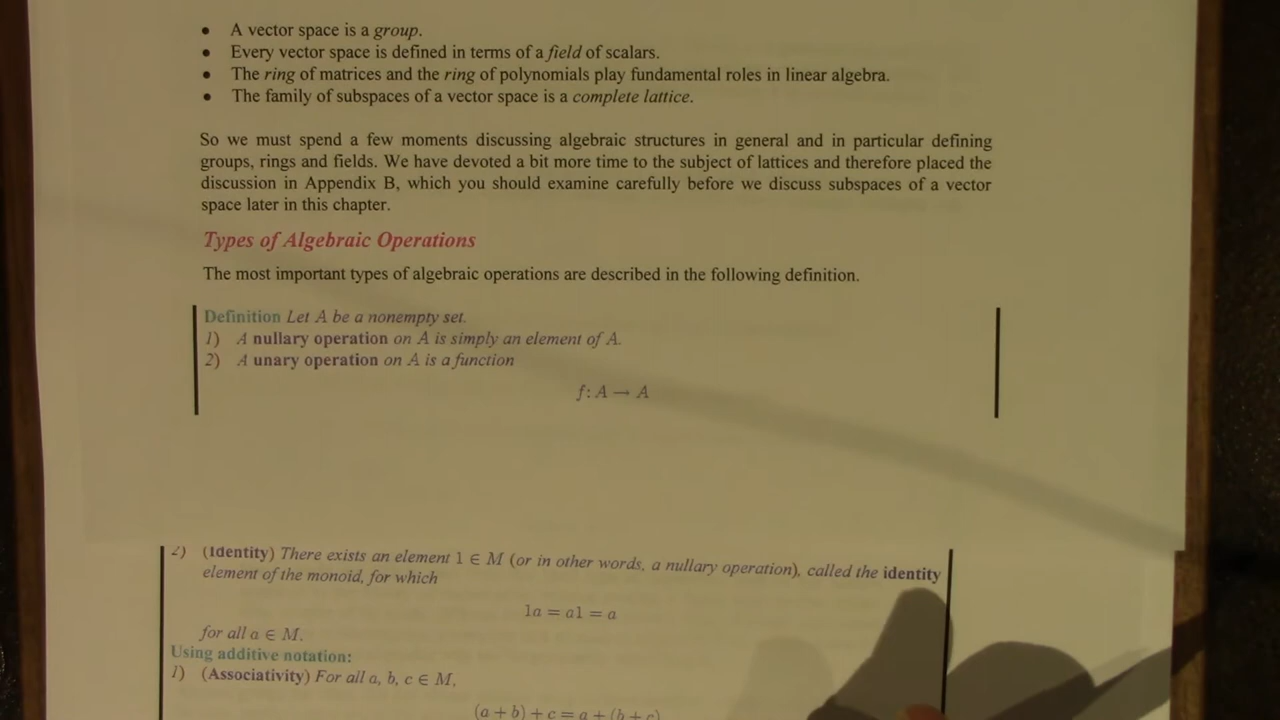 • A vector space is a group.
• Every vector space is defined in terms of a field of scalars.
• The ring of matrices and the ring of polynomials play fundamental roles in linear algebra.
• The family of subspaces of a vector space is a complete lattice.
So we must spend a few moments discussing algebraic structures in general and in particular defining
groups, rings and fields. We have devoted a bit more time to the subject of lattices and therefore placed the
discussion in Appendix B, which you should examine carefully before we discuss subspaces of a vector
space later in this chapter.
Types of Algebraic Operations
The most important types of algebraic operations are described in the following definition.
Definition Let A be a nonempty set.
1) A nullary operation on A is simply an element of A.
2) A unary operation on A is a function
f: A → A
2) (Identity) There exists an element 1 ∈ M (or in other words, a nullary operation), called the identity
element of the monoid, for which
1a = a1 = a
for all a ∈ M.
Using additive notation:
1) (Associativity) For all a, b, c ∈ M,
(a + b) + c = a + (b + c)